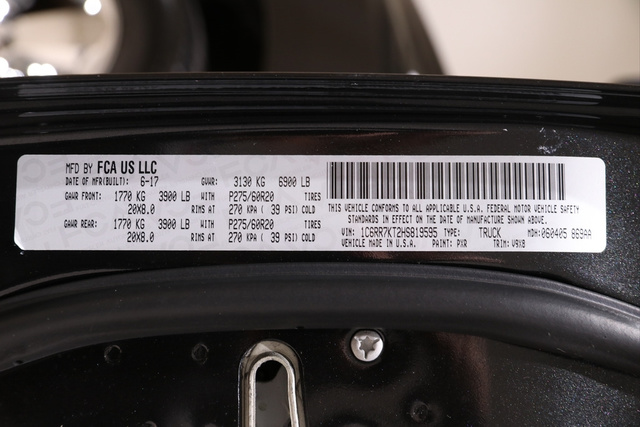 MFD BY FCA US LLC
DATE OF MFR(BUILT): 6-17 GVWR: 3130 KG 6900 LB
GAWR FRONT: 1770 KG 3900 LB WITH P275/60R20 TIRES
20X8.0 RIMS AT 270 KPA ( 39 PSI) COLD
GAWR REAR: 1770 KG 3900 LB WITH P275/60R20 TIRES
20X8.0 RIMS AT 270 KPA ( 39 PSI) COLD
THIS VEHICLE CONFORMS TO ALL APPLICABLE U.S.A. FEDERAL MOTOR VEHICLE SAFETY
STANDARDS IN EFFECT ON THE DATE OF MANUFACTURE SHOWN ABOVE.
VIN: 1C6RR7KT2HS819595 TYPE: TRUCK MDH: 060405 869AA
VEHICLE MADE IN U.S.A. PAINT: PXR TRIM: V9X8